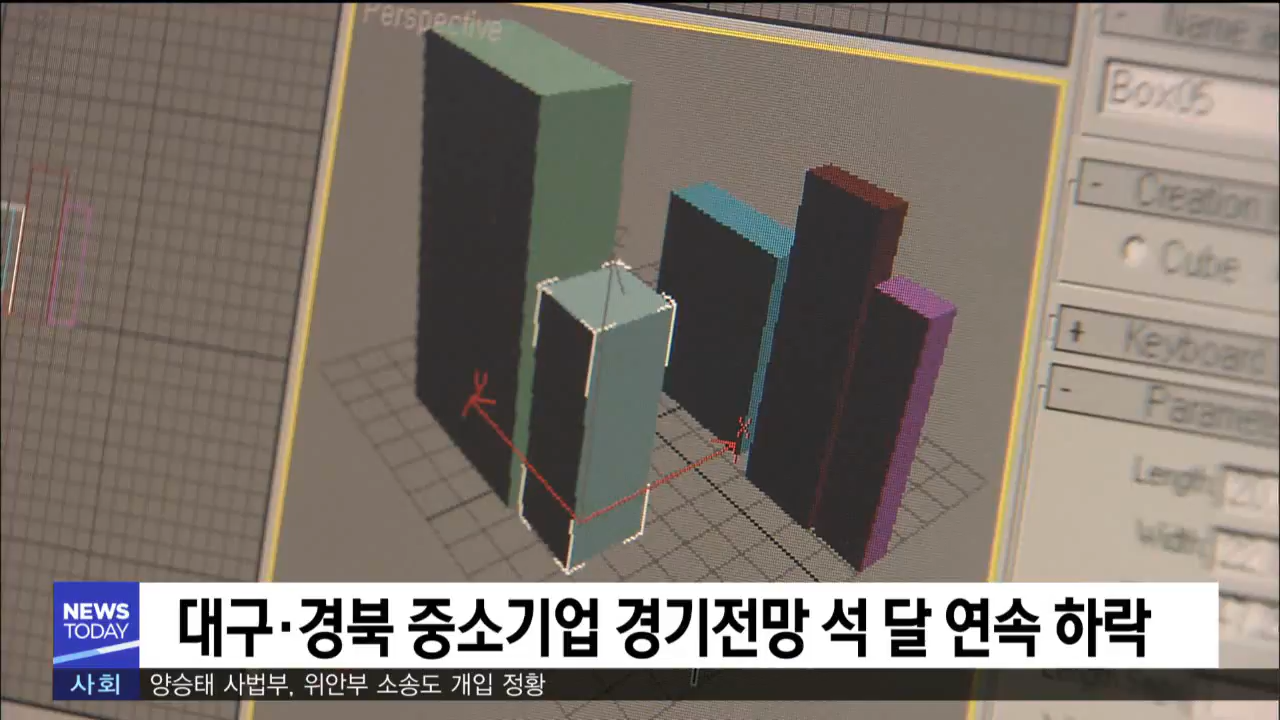 Perspective
Name a
Box05
- Creation
Cube
+ Keyboard
- Parame
Length
Width
NEWS
TODAY
대구·경북 중소기업 경기전망 석 달 연속 하락
사회 양승태 사법부, 위안부 소송도 개입 정황